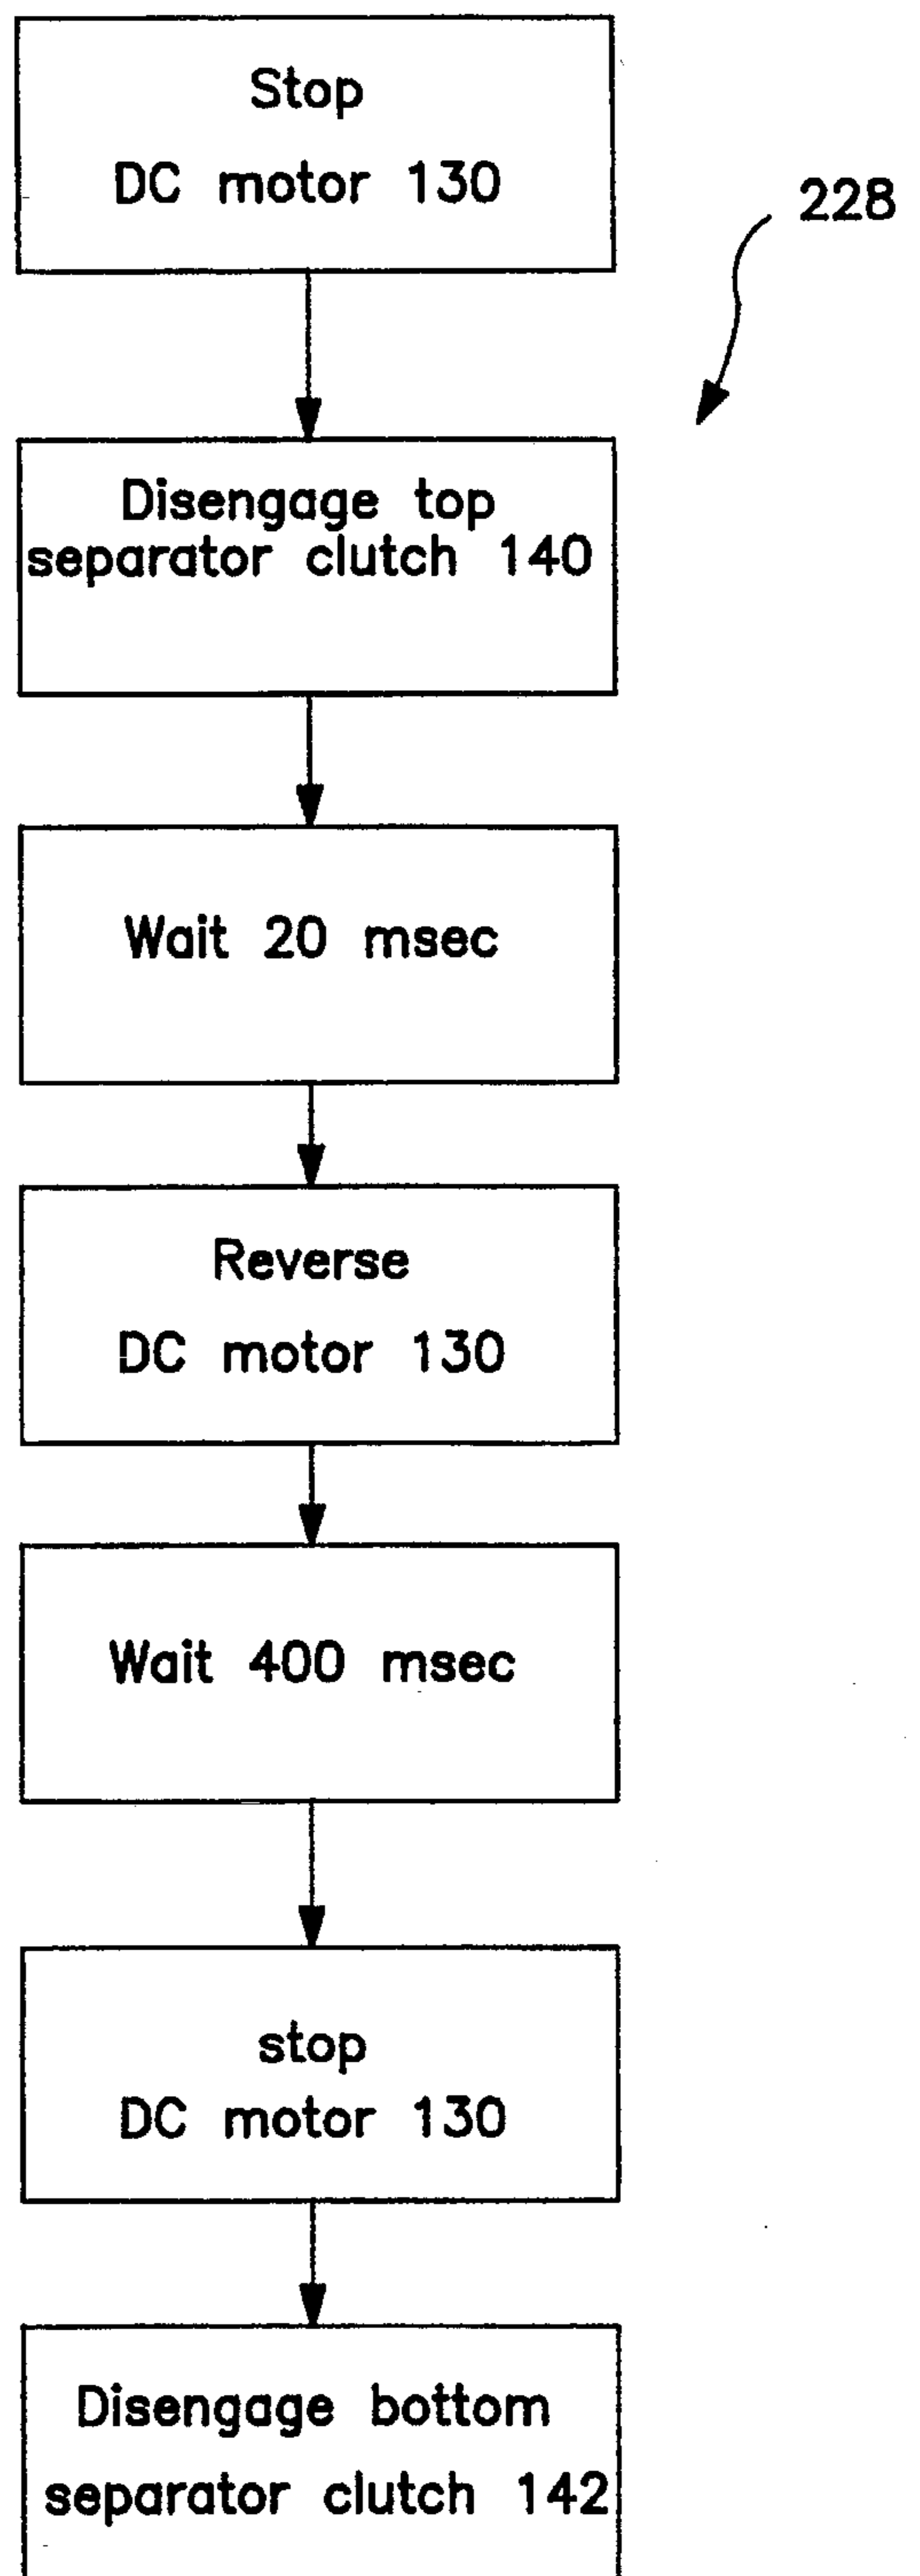 Stop
DC motor 130
228
Disengage top
separator clutch 140
Wait 20 msec
Reverse
DC motor 130
Wait 400 msec
stop
DC motor 130
Disengage bottom
separator clutch 142